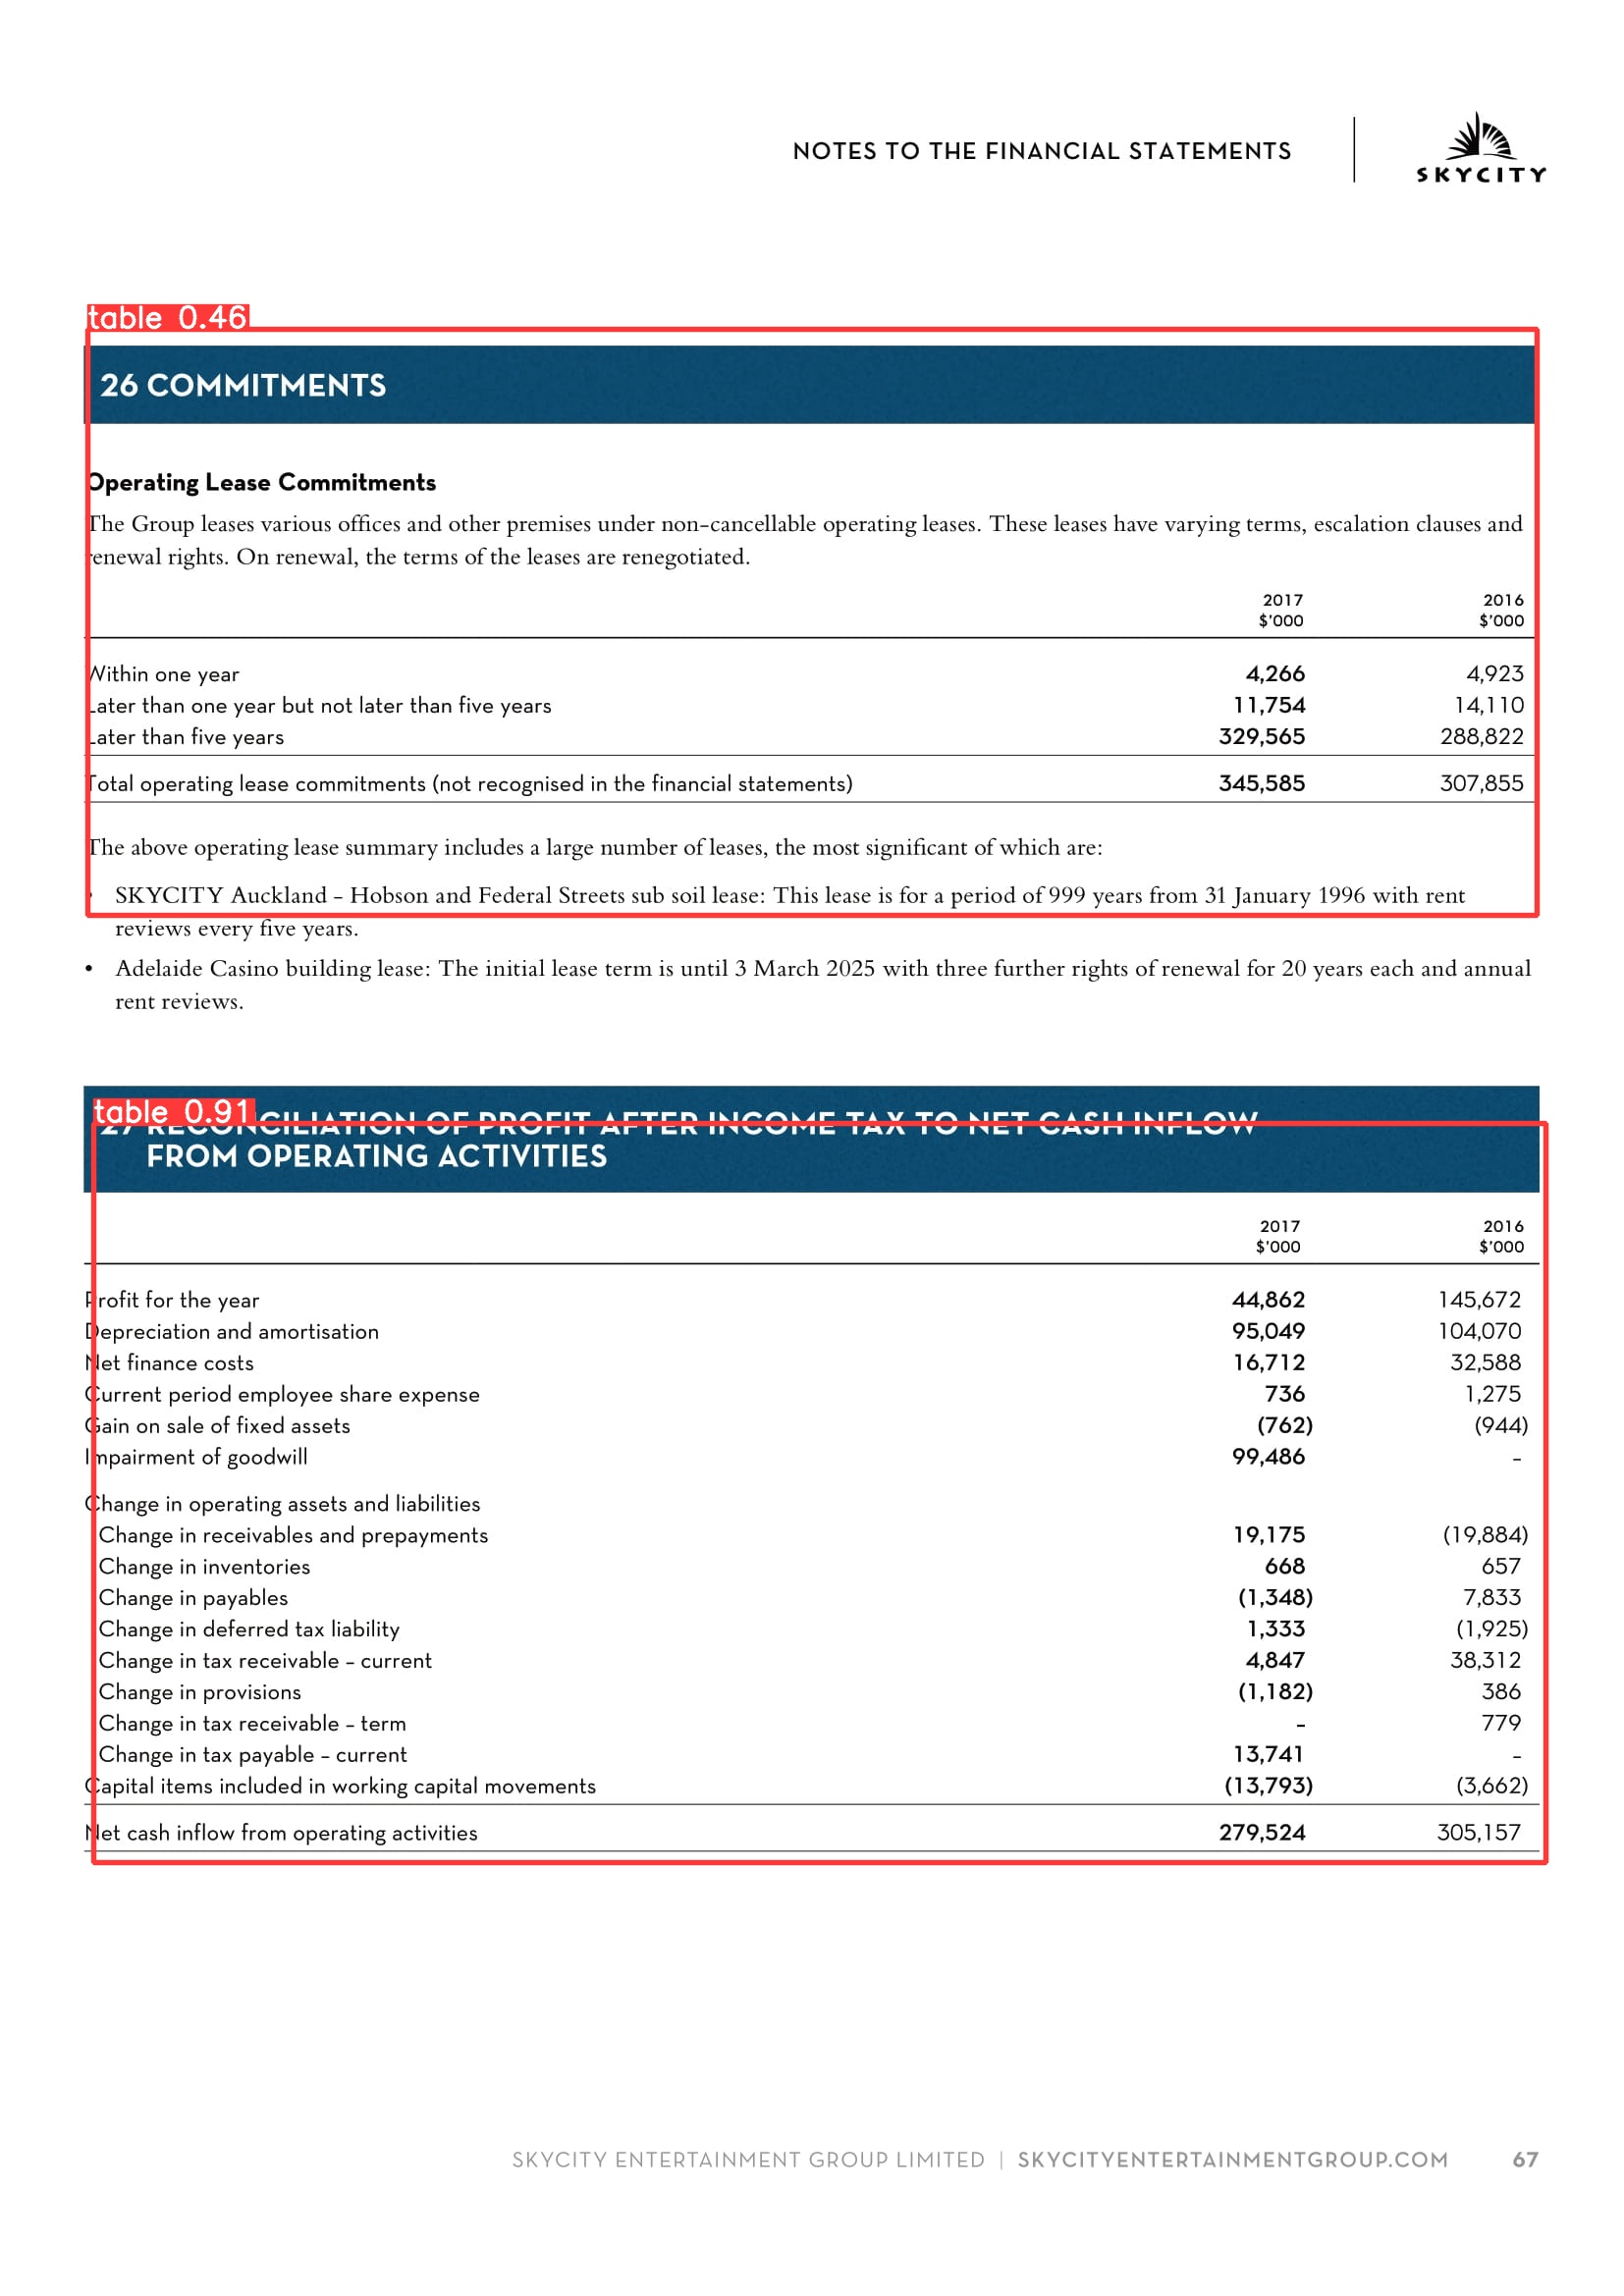 NOTES TO THE FINANCIAL STATEMENTS
SKYCITY
table 0.46
26 COMMITMENTS
Operating Lease Commitments
The Group leases various offices and other premises under non-cancellable operating leases. These leases have varying terms, escalation clauses and
renewal rights. On renewal, the terms of the leases are renegotiated.
2017 2016
$'000 $'000
Within one year 4,266 4,923
Later than one year but not later than five years 11,754 14,110
Later than five years 329,565 288,822
Total operating lease commitments (not recognised in the financial statements) 345,585 307,855
The above operating lease summary includes a large number of leases, the most significant of which are:
• SKYCITY Auckland – Hobson and Federal Streets sub soil lease: This lease is for a period of 999 years from 31 January 1996 with rent
reviews every five years.
• Adelaide Casino building lease: The initial lease term is until 3 March 2025 with three further rights of renewal for 20 years each and annual
rent reviews.
table 0.91
27 RECONCILIATION OF PROFIT AFTER INCOME TAX TO NET CASH INFLOW
FROM OPERATING ACTIVITIES
2017 2016
$'000 $'000
Profit for the year 44,862 145,672
Depreciation and amortisation 95,049 104,070
Net finance costs 16,712 32,588
Current period employee share expense 736 1,275
Gain on sale of fixed assets (762) (944)
Impairment of goodwill 99,486 –
Change in operating assets and liabilities
Change in receivables and prepayments 19,175 (19,884)
Change in inventories 668 657
Change in payables (1,348) 7,833
Change in deferred tax liability 1,333 (1,925)
Change in tax receivable – current 4,847 38,312
Change in provisions (1,182) 386
Change in tax receivable – term – 779
Change in tax payable – current 13,741 –
Capital items included in working capital movements (13,793) (3,662)
Net cash inflow from operating activities 279,524 305,157
SKYCITY ENTERTAINMENT GROUP LIMITED | SKYCITYENTERTAINMENTGROUP.COM 67